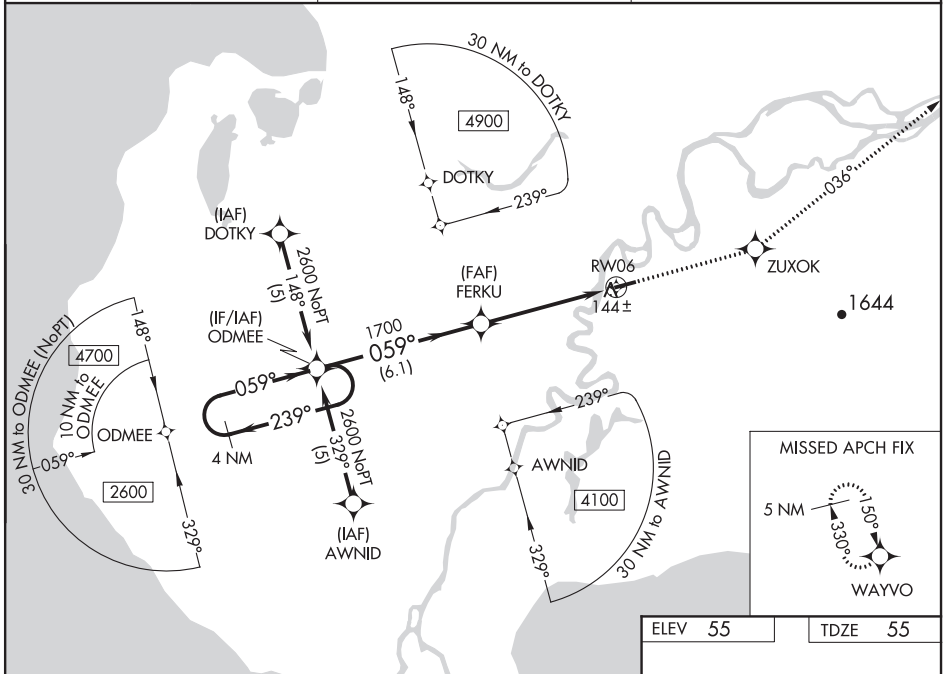 30 NM to DOTKY
148°
4900
DOTKY
239°
(IAF)
DOTKY
2600 NoPT
148°
(5)
(IF/IAF)
ODMEE
(FAF)
FERKU
RW06
144±
036°
ZUXOK
1644
1700
059°
(6.1)
30 NM to ODMEE (NoPT)
148°
4700
10 NM to
ODMEE
ODMEE
059°
2600
329°
059°
239°
4 NM
2600 NoPT
329°
(5)
(IAF)
AWNID
239°
AWNID
4100
329°
30 NM to AWNID
MISSED APCH FIX
5 NM
150°
330°
WAYVO
ELEV 55
TDZE 55